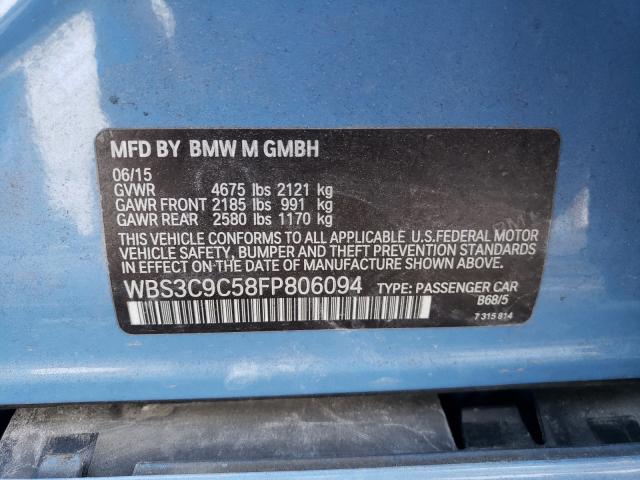 MFD BY BMW M GMBH
06/15
GVWR 4675 lbs 2121 kg
GAWR FRONT 2185 lbs 991 kg
GAWR REAR 2580 lbs 1170 kg
THIS VEHICLE CONFORMS TO ALL APPLICABLE U.S.FEDERAL MOTOR
VEHICLE SAFETY, BUMPER AND THEFT PREVENTION STANDARDS
IN EFFECT ON THE DATE OF MANUFACTURE SHOWN ABOVE.
WBS3C9C58FP806094 TYPE: PASSENGER CAR
B68/5
7 315 814